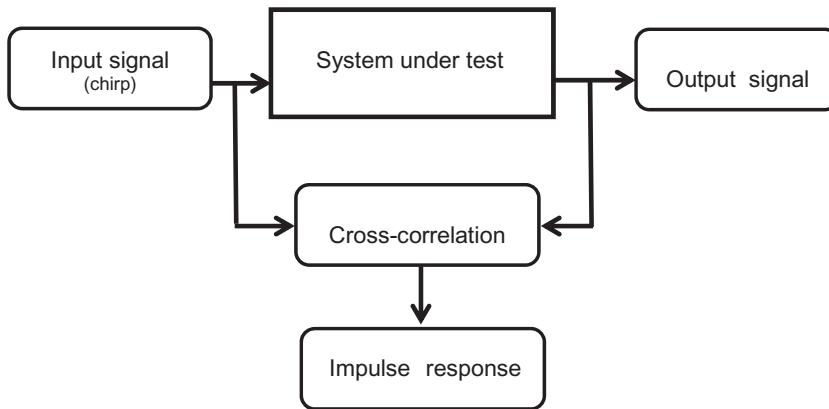 Input signal
(chirp)
System under test
Output signal
Cross-correlation
Impulse response